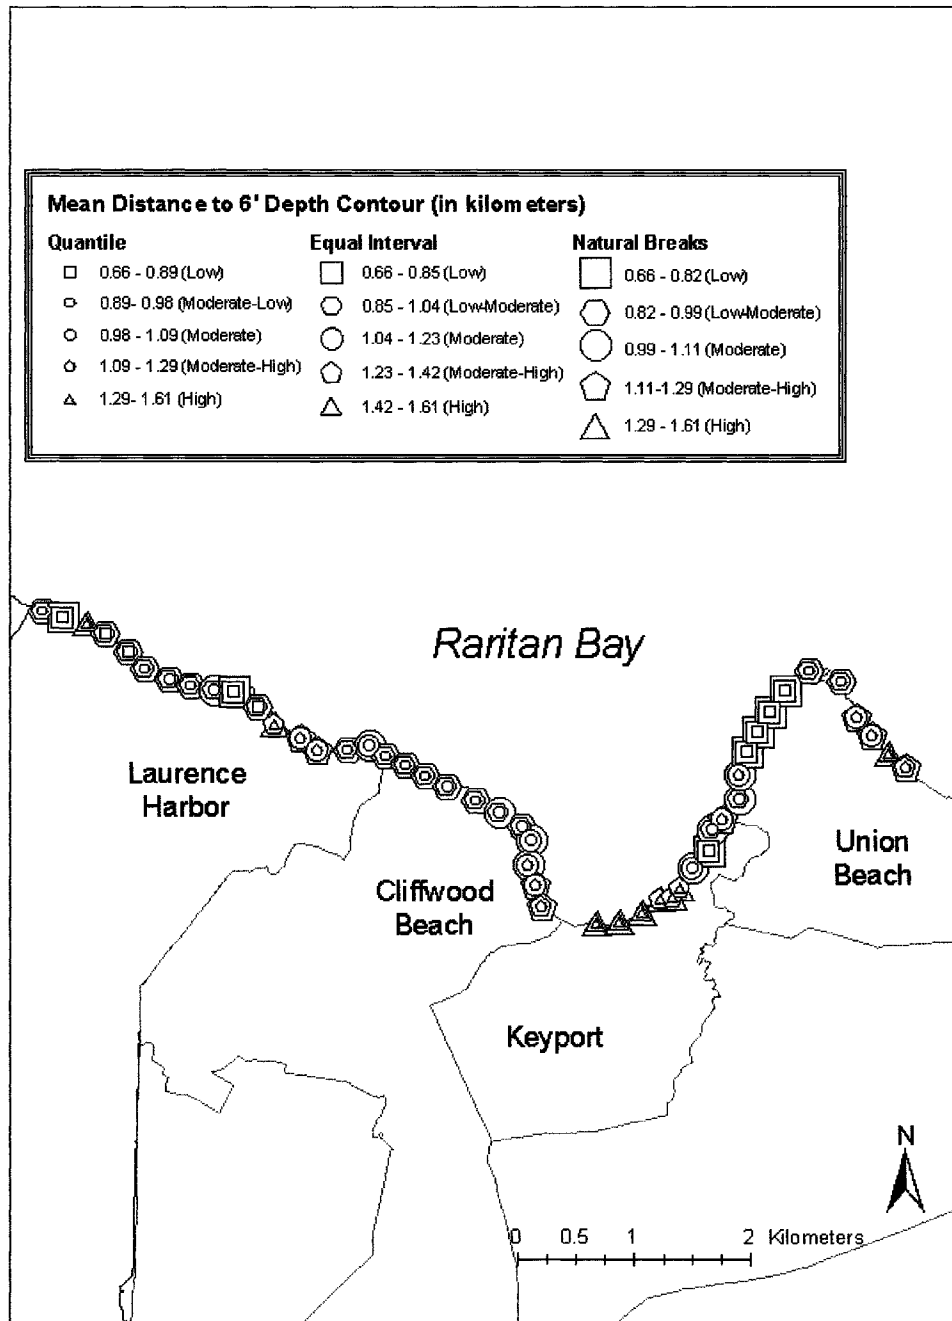 Mean Distance to 6' Depth Contour (in kilometers)
Quantile
0.66 - 0.89 (Low)
0.89- 0.98 (Moderate-Low)
0.98 - 1.09 (Moderate)
1.09 - 1.29 (Moderate-High)
1.29- 1.61 (High)
Equal Interval
0.66 - 0.85 (Low)
0.85 - 1.04 (Low-Moderate)
1.04 - 1.23 (Moderate)
1.23 - 1.42 (Moderate-High)
1.42 - 1.61 (High)
Natural Breaks
0.66 - 0.82 (Low)
0.82 - 0.99 (Low-Moderate)
0.99 - 1.11 (Moderate)
1.11-1.29 (Moderate-High)
1.29 - 1.61 (High)
Raritan Bay
Laurence
Harbor
Cliffwood
Beach
Union
Beach
Keyport
N
0 0.5 1 2 Kilometers